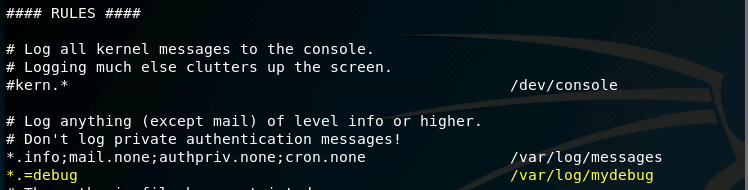 #### RULES ####
# Log all kernel messages to the console.
# Logging much else clutters up the screen.
#kern.* /dev/console
# Log anything (except mail) of level info or higher.
# Don't log private authentication messages!
*.info;mail.none;authpriv.none;cron.none /var/log/messages
*.=debug /var/log/mydebug